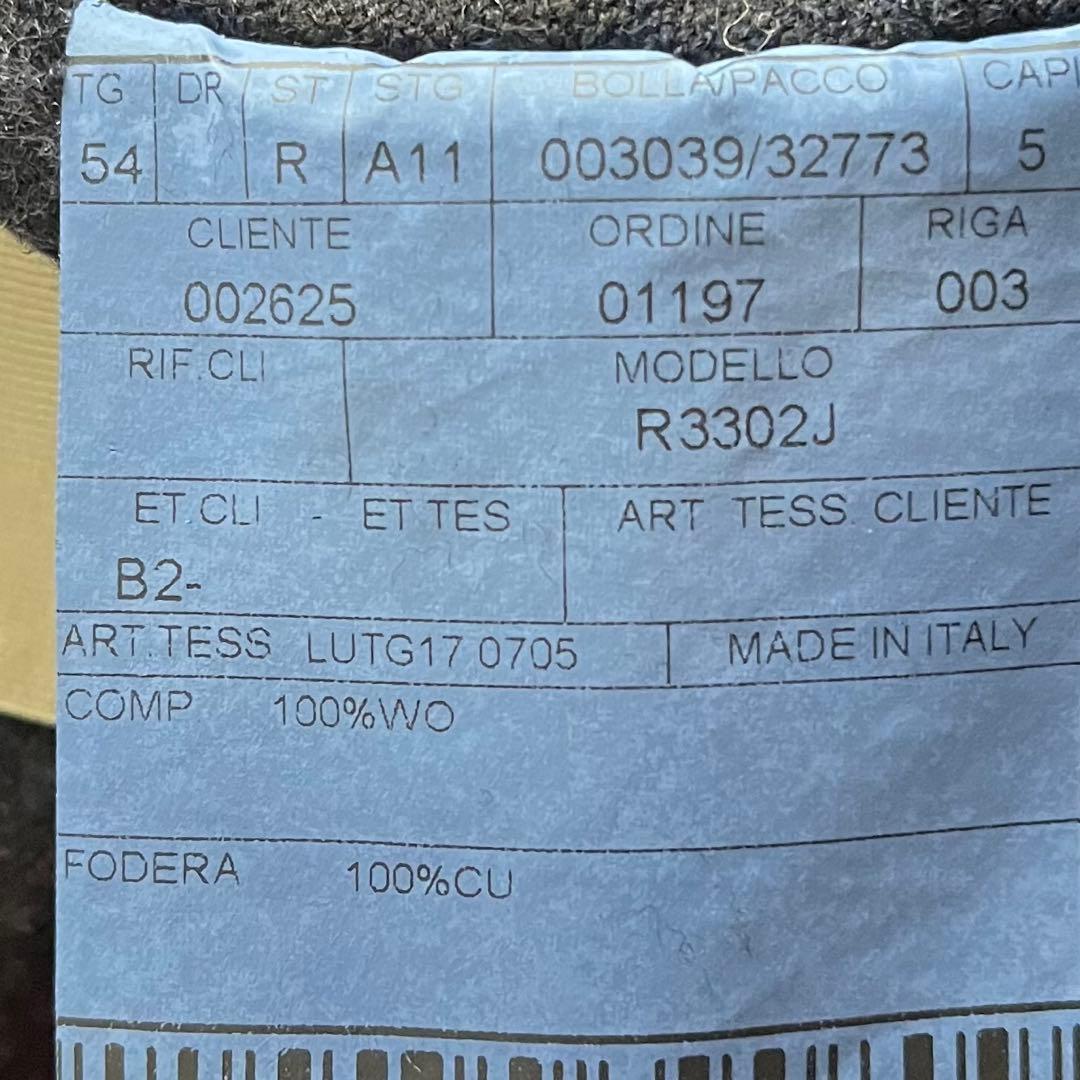 TG DR ST STG BOLLA/PACCO CAPI
54 R A11 003039/32773 5
CLIENTE ORDINE RIGA
002625 01197 003
RIF.CLI MODELLO
R3302J
ET.CLI - ET TES ART TESS. CLIENTE
B2-
ART.TESS LUTG17 0705 MADE IN ITALY
COMP 100%WO
FODERA 100%CU